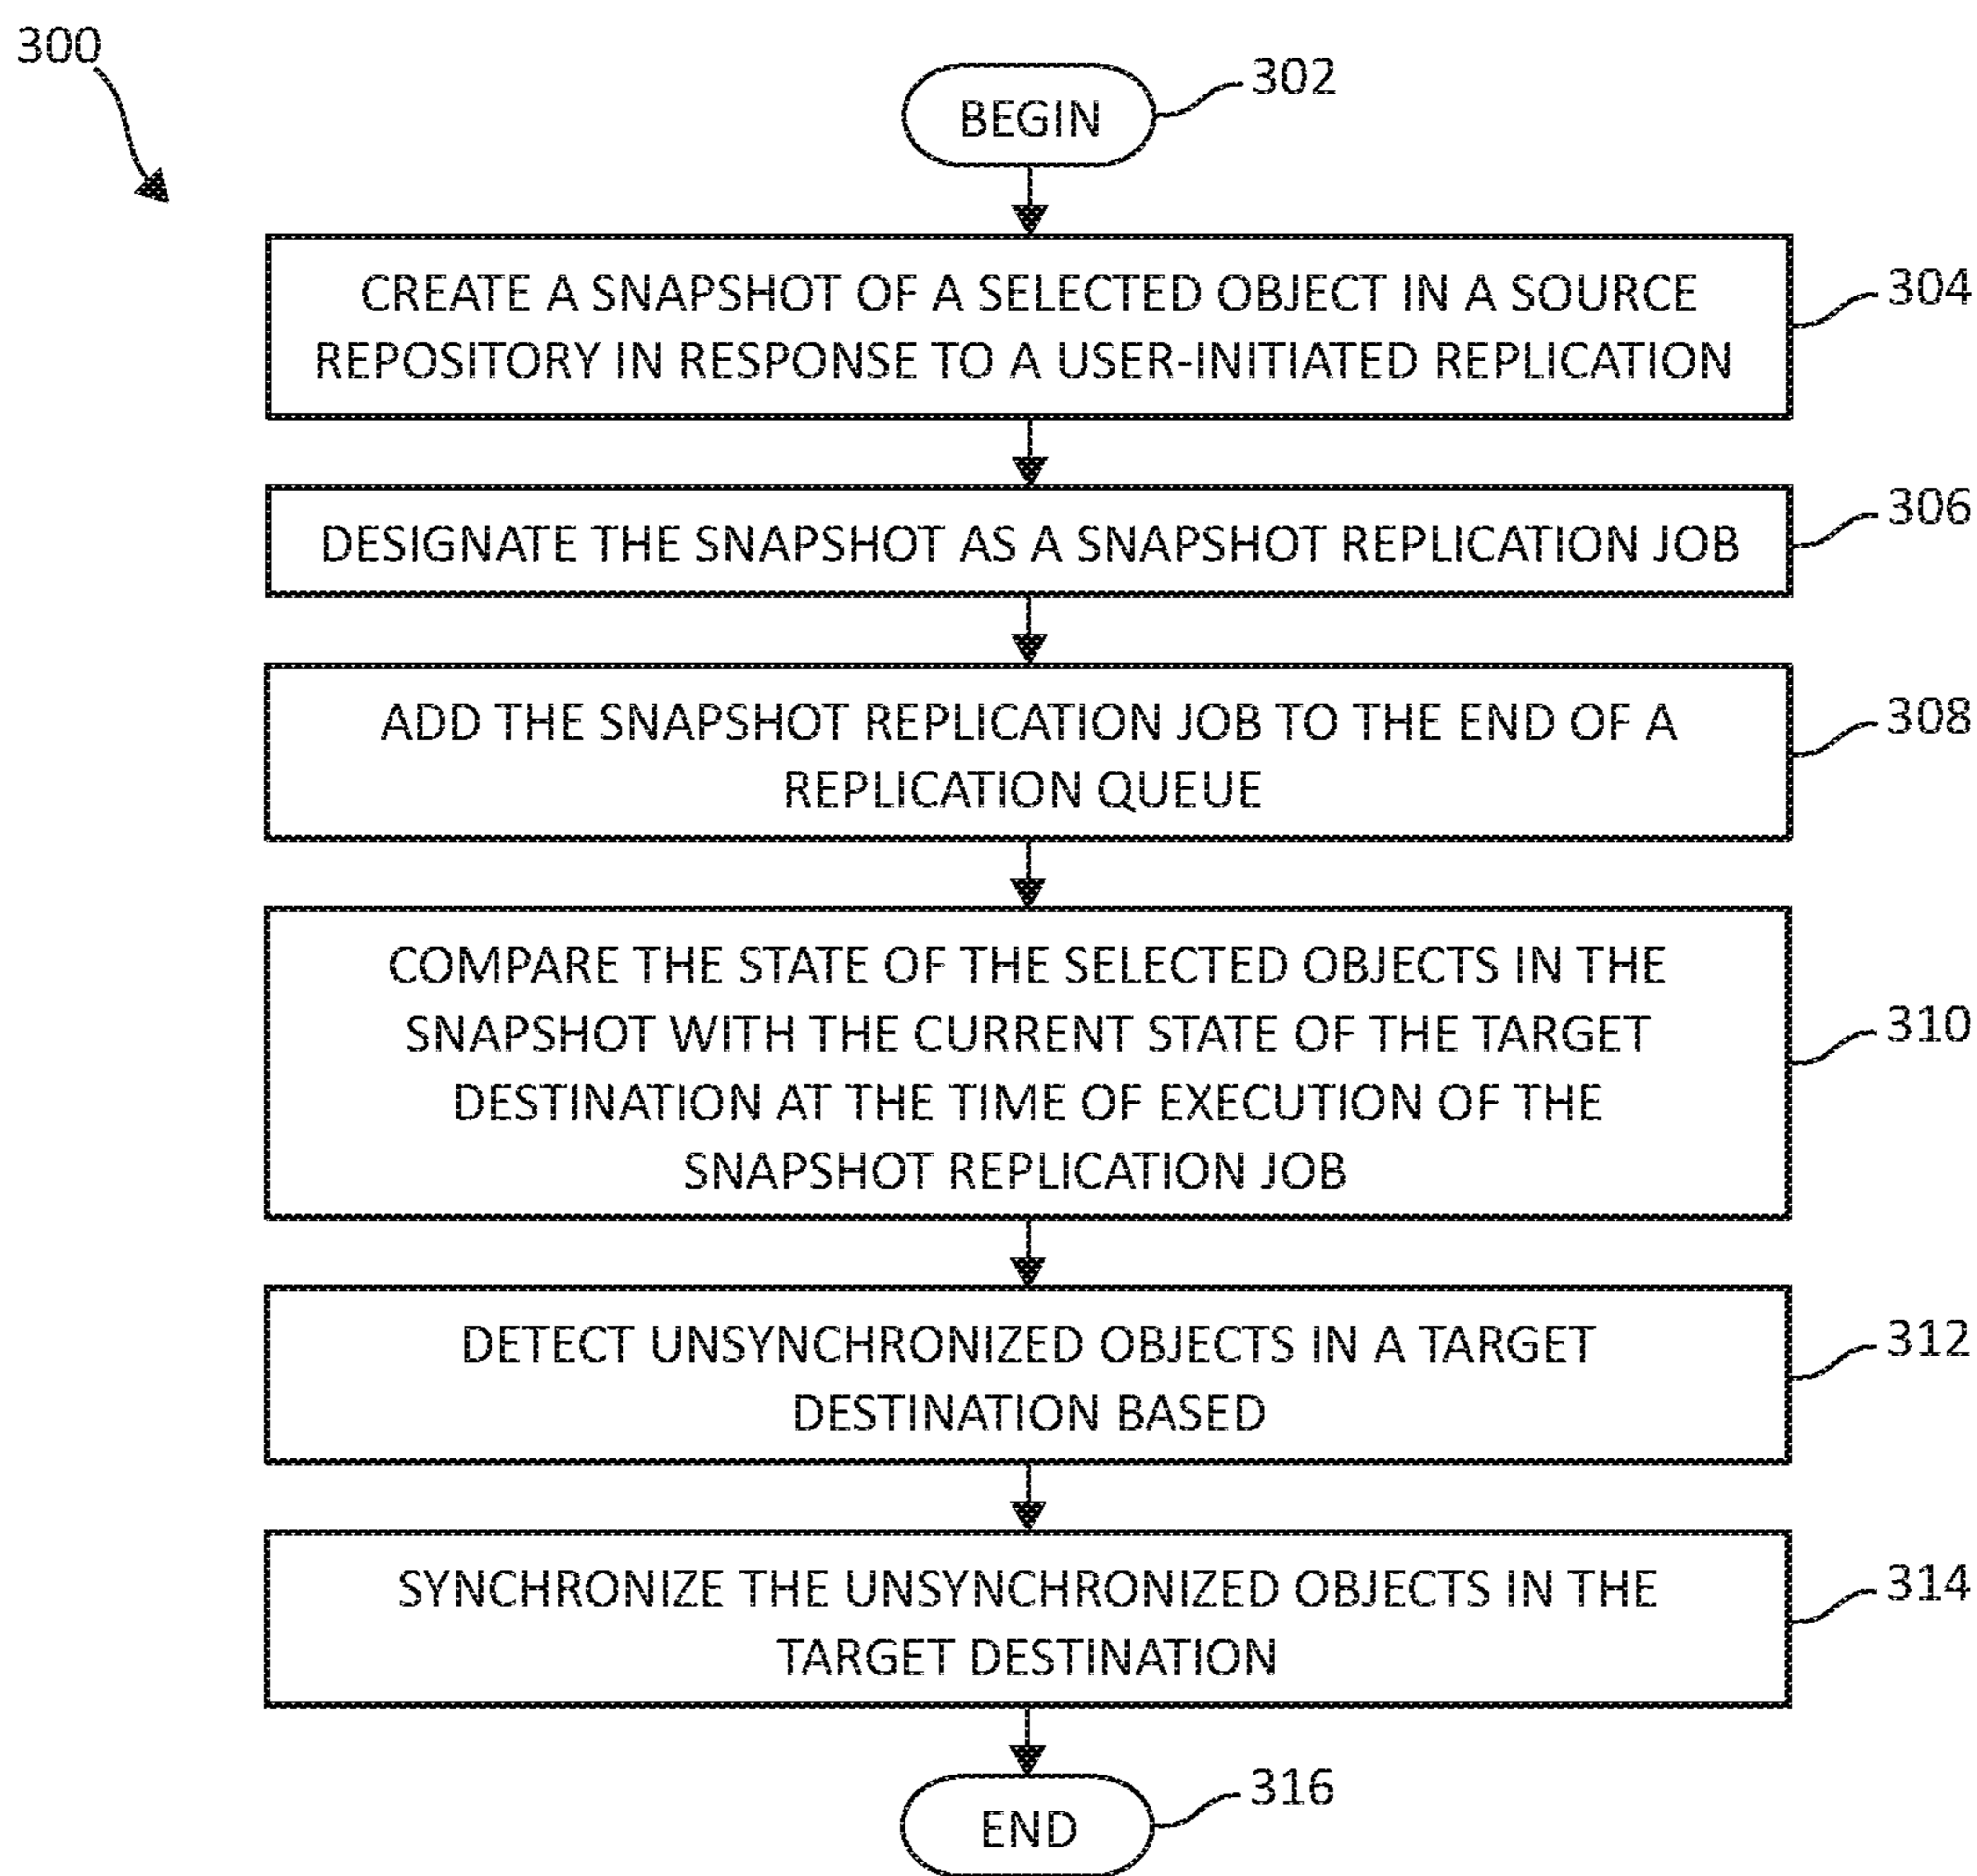 300
BEGIN
302
CREATE A SNAPSHOT OF A SELECTED OBJECT IN A SOURCE
REPOSITORY IN RESPONSE TO A USER-INITIATED REPLICATION
304
DESIGNATE THE SNAPSHOT AS A SNAPSHOT REPLICATION JOB
306
ADD THE SNAPSHOT REPLICATION JOB TO THE END OF A
REPLICATION QUEUE
308
COMPARE THE STATE OF THE SELECTED OBJECTS IN THE
SNAPSHOT WITH THE CURRENT STATE OF THE TARGET
DESTINATION AT THE TIME OF EXECUTION OF THE
SNAPSHOT REPLICATION JOB
310
DETECT UNSYNCHRONIZED OBJECTS IN A TARGET
DESTINATION BASED
312
SYNCHRONIZE THE UNSYNCHRONIZED OBJECTS IN THE
TARGET DESTINATION
314
END
316